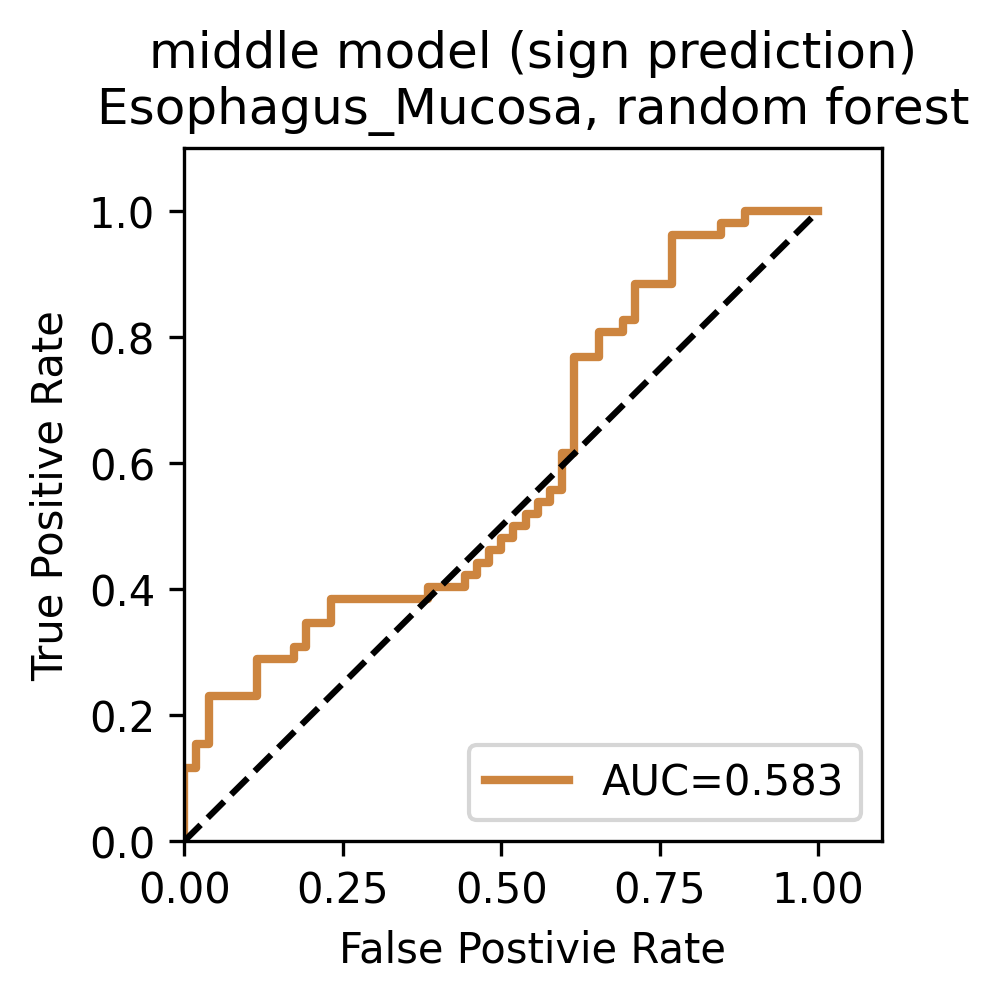 middle model (sign prediction)
Esophagus_Mucosa, random forest
True Positive Rate
1.0
0.8
0.6
0.4
0.2
0.0
AUC=0.583
0.00 0.25 0.50 0.75 1.00
False Postivie Rate